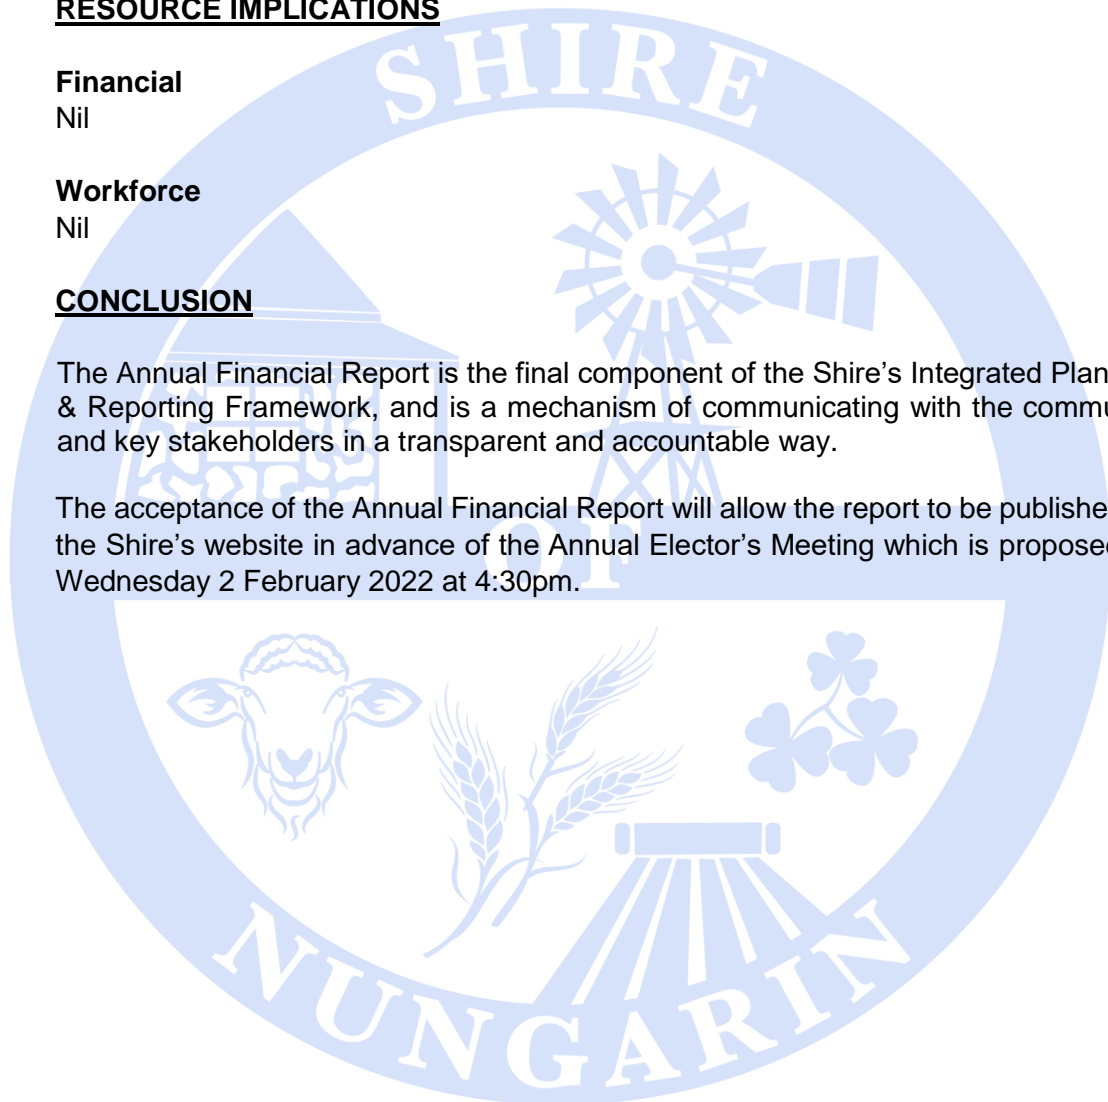 RESOURCE IMPLICATIONS
Financial
Nil
Workforce
Nil
CONCLUSION
The Annual Financial Report is the final component of the Shire's Integrated Plan
& Reporting Framework, and is a mechanism of communicating with the commu
and key stakeholders in a transparent and accountable way.
The acceptance of the Annual Financial Report will allow the report to be publishe
the Shire's website in advance of the Annual Elector's Meeting which is propose
Wednesday 2 February 2022 at 4:30pm.
SHIRE
OF
NUNGARIN